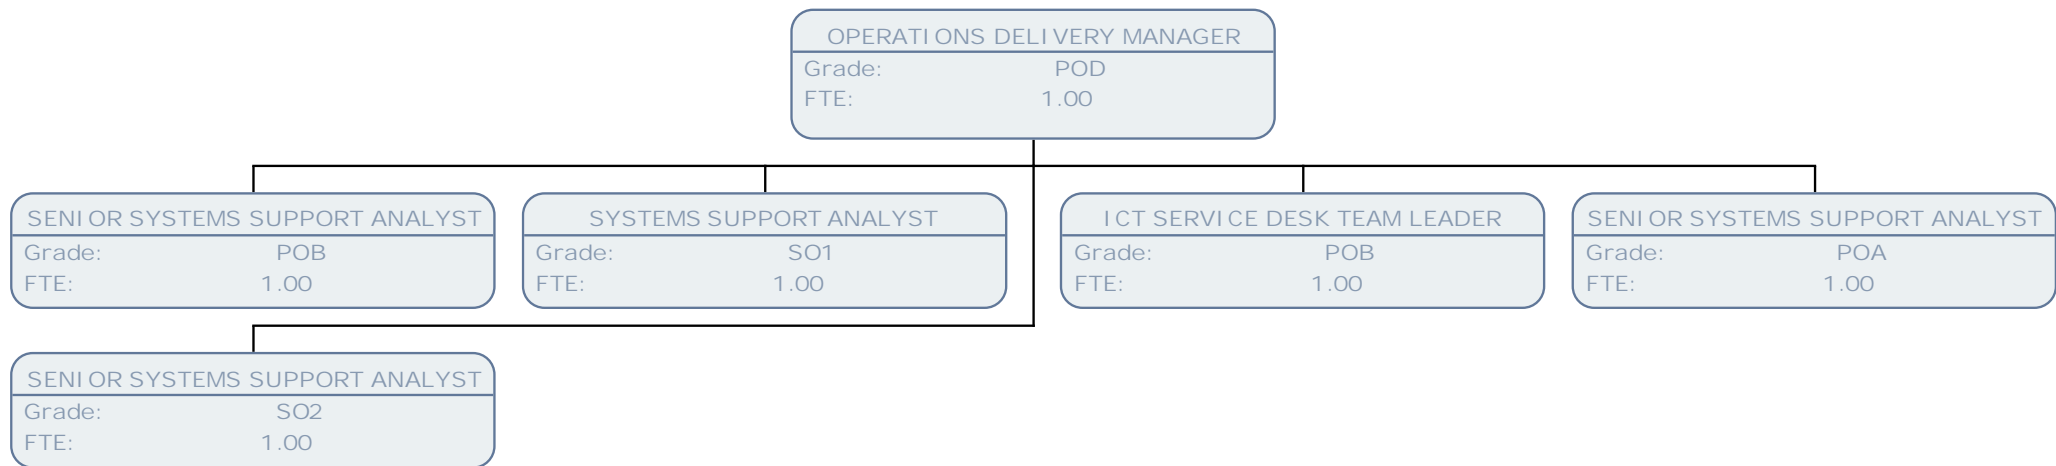 OPERATIONS DELIVERY MANAGER
Grade: POD
FTE: 1.00
SENIOR SYSTEMS SUPPORT ANALYST
Grade: POB
FTE: 1.00
SYSTEMS SUPPORT ANALYST
Grade: SO1
FTE: 1.00
ICT SERVICE DESK TEAM LEADER
Grade: POB
FTE: 1.00
SENIOR SYSTEMS SUPPORT ANALYST
Grade: POA
FTE: 1.00
SENIOR SYSTEMS SUPPORT ANALYST
Grade: SO2
FTE: 1.00